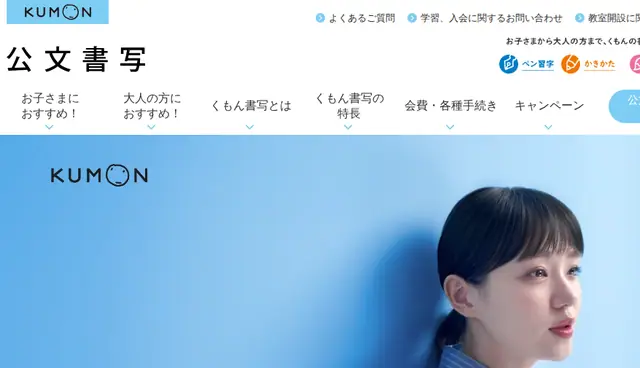 KUMON
よくあるご質問
学習、入会に関するお問い合わせ
教室開設に
公文書写
お子さまから大人の方まで、くもんの
ペン習字
かきかた
お子さまに
おすすめ！
大人の方に
おすすめ！
くもん書写とは
くもん書写の
特長
会費・各種手続き
キャンペーン
KUMON